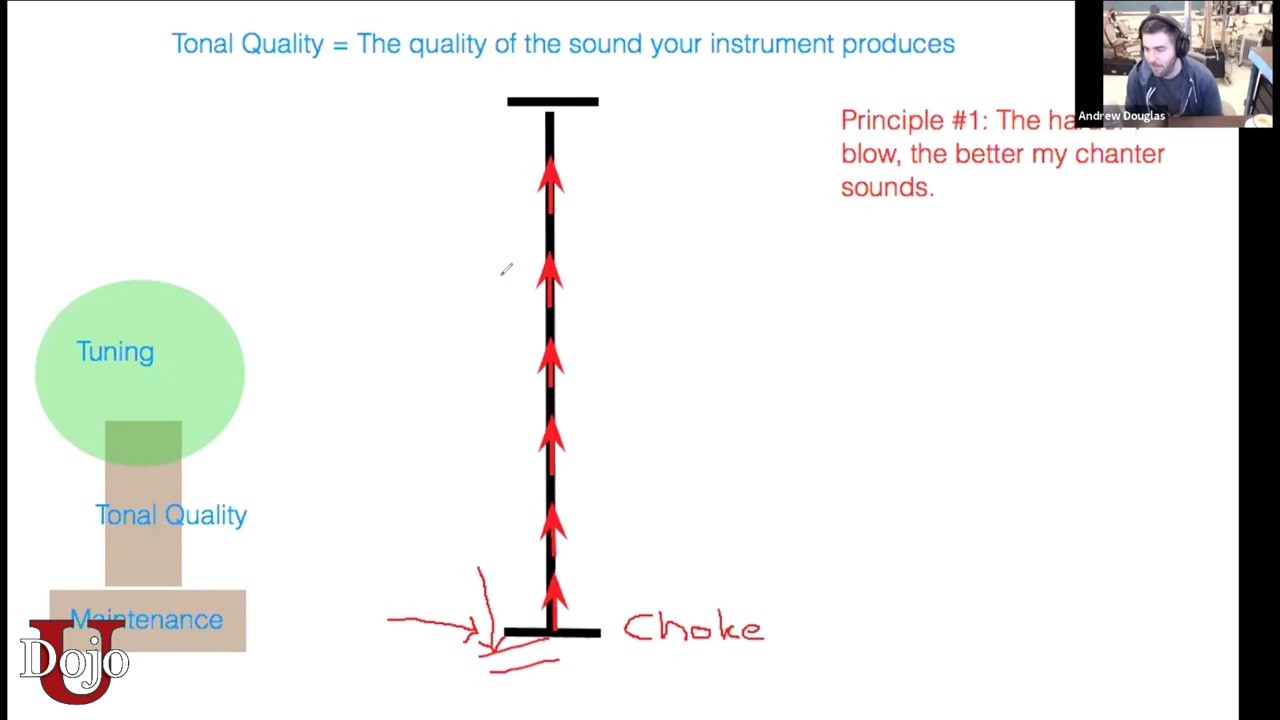 Tonal Quality = The quality of the sound your instrument produces
Andrew Douglas
Principle #1: The
blow, the better my chanter
sounds.
Tuning
Tonal Quality
Maintenance
Choke
U
Dojo